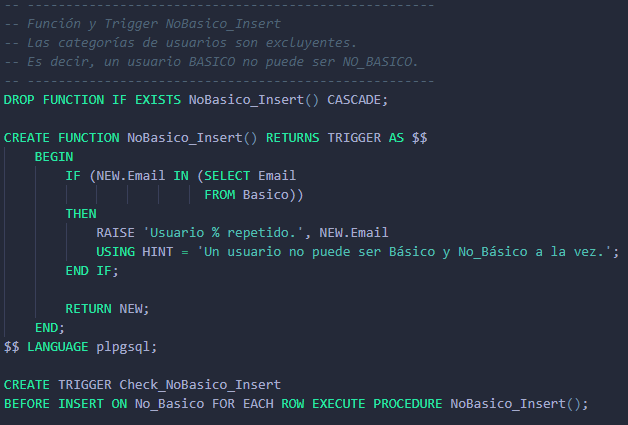 -- -----------------------------------------------------
-- Función y Trigger NoBasico_Insert
-- Las categorías de usuarios son excluyentes.
-- Es decir, un usuario BASICO no puede ser NO_BASICO.
-- -----------------------------------------------------
DROP FUNCTION IF EXISTS NoBasico_Insert() CASCADE;

CREATE FUNCTION NoBasico_Insert() RETURNS TRIGGER AS $$
    BEGIN
        IF (NEW.Email IN (SELECT Email
                          FROM Basico))
        THEN
            RAISE 'Usuario % repetido.', NEW.Email
            USING HINT = 'Un usuario no puede ser Básico y No_Básico a la vez.';
        END IF;

        RETURN NEW;
    END;
$$ LANGUAGE plpgsql;

CREATE TRIGGER Check_NoBasico_Insert
BEFORE INSERT ON No_Basico FOR EACH ROW EXECUTE PROCEDURE NoBasico_Insert();